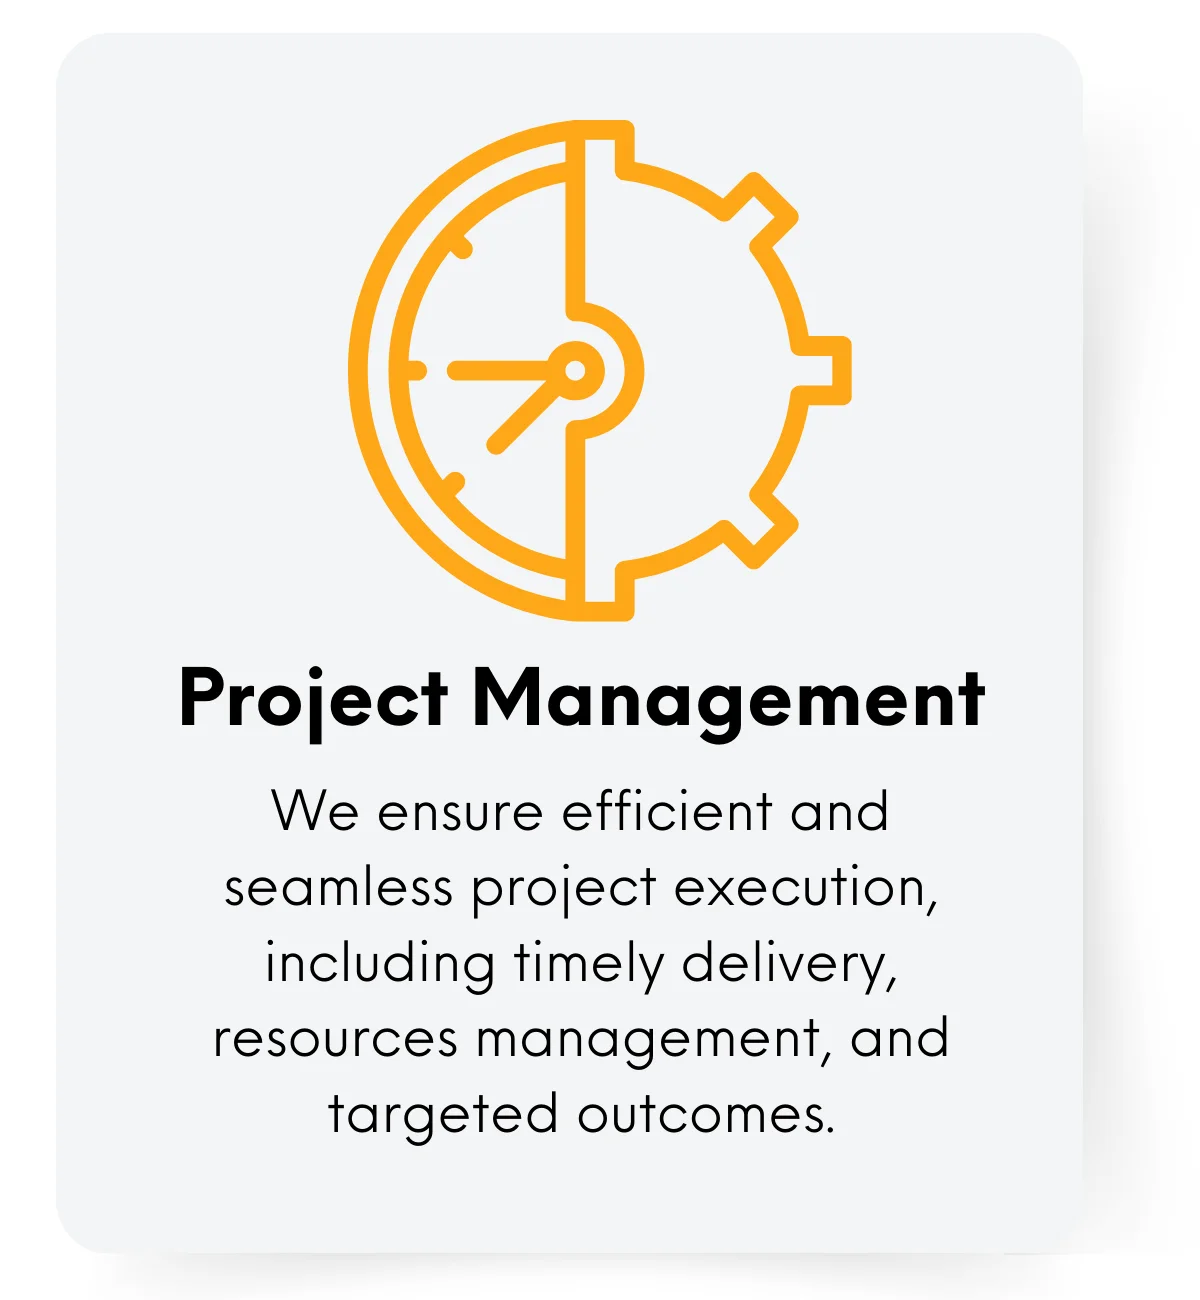 Project Management
We ensure efficient and
seamless project execution,
including timely delivery,
resources management, and
targeted outcomes.